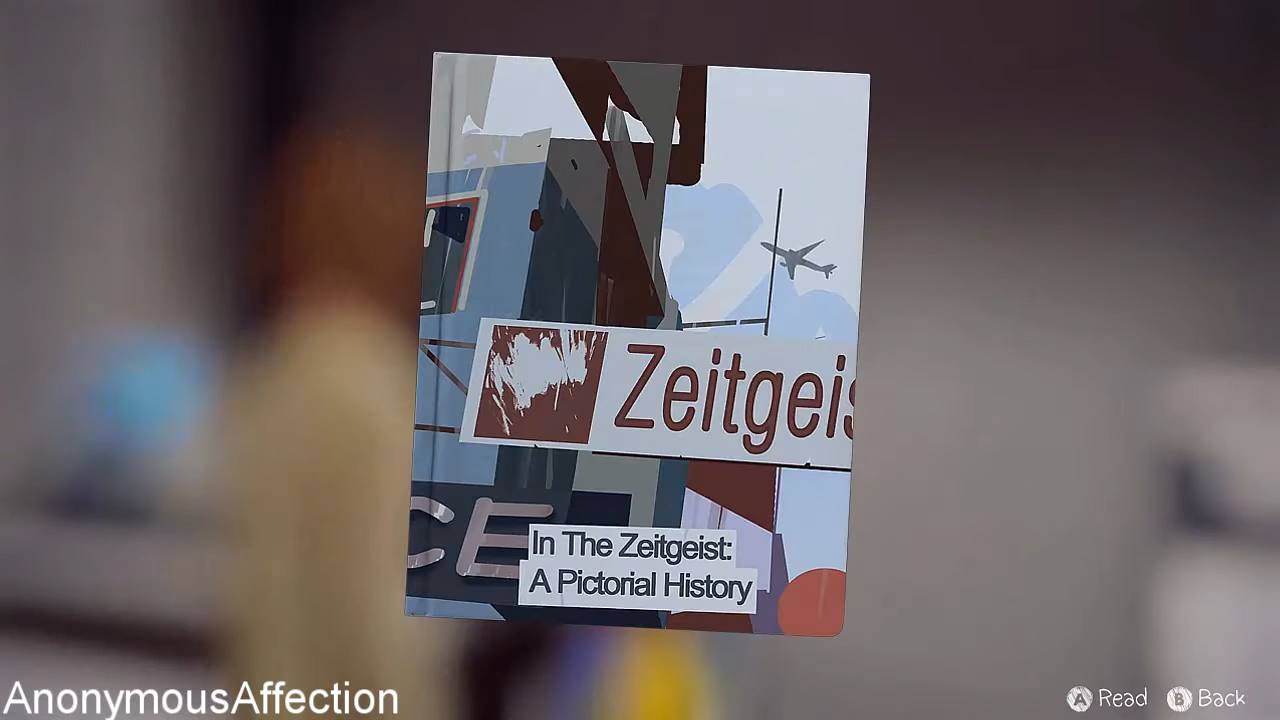 Zeitgeis
CE
In The Zeitgeist:
A Pictorial History
AnonymousAffection
A Read B Back